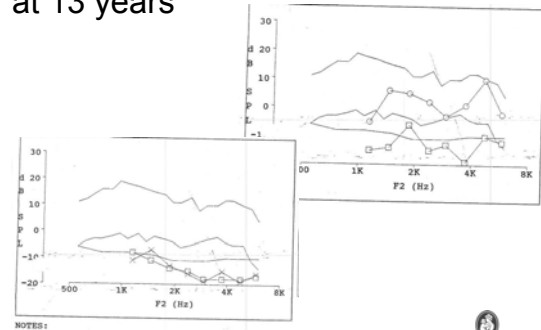 at 13 years
30
d 20
B
10
S
P 0
L
-1
00 1K 2K 4K 8K
F2 (Hz)
30
d 20
B
10
S
P 0
L
-10
-20
500 1K 2K 4K 8K
F2 (Hz)
NOTES: